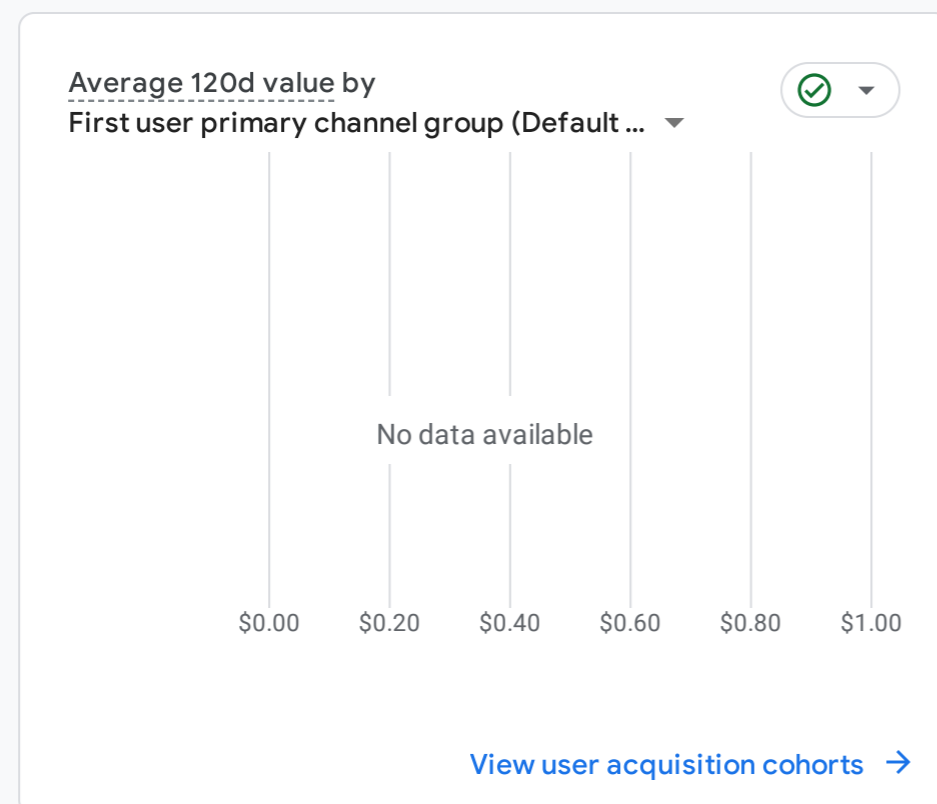 Average 120d value by
First user primary channel group (Default ...
No data available
$0.00 $0.20 $0.40 $0.60 $0.80 $1.00
View user acquisition cohorts